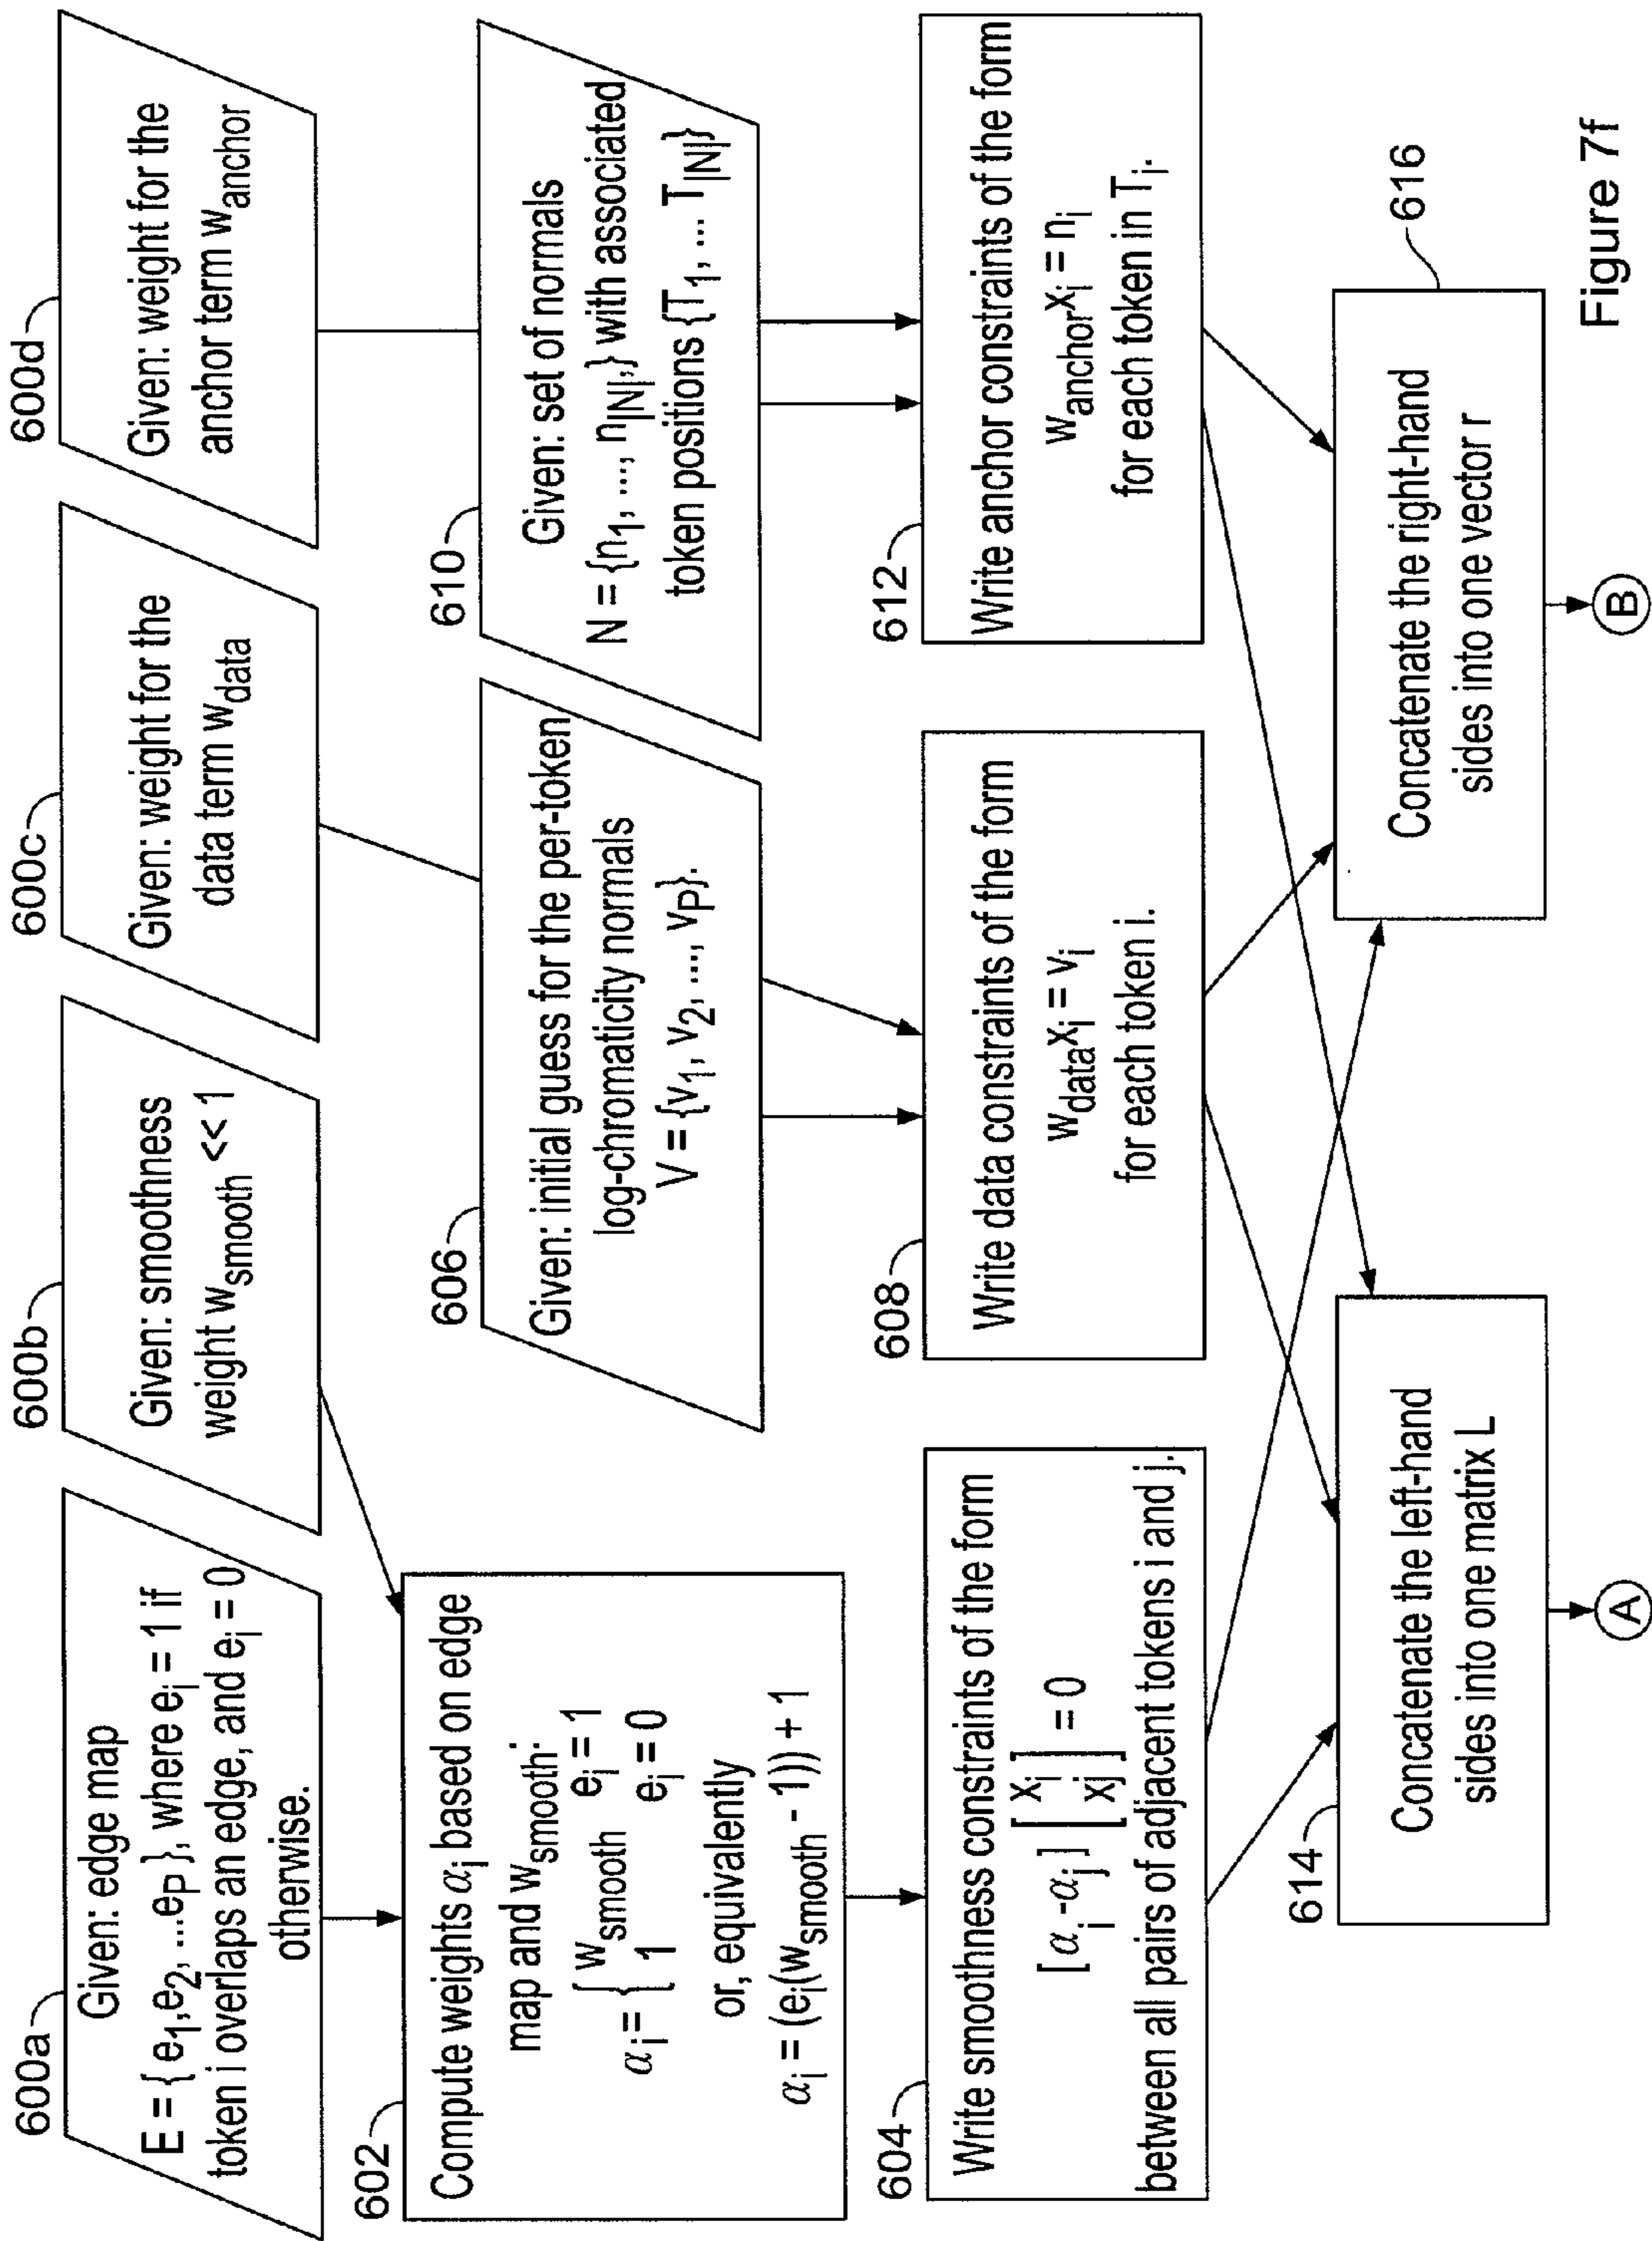 600a
Given: edge map
E = { e1,e2,...eP}, where ei = 1 if
token i overlaps an edge, and ei = 0
otherwise.
600b
Given: smoothness
weight wsmooth << 1
600c
Given: weight for the
data term wdata
600d
Given: weight for the
anchor term wanchor
602
Compute weights αi based on edge
map and wsmooth.
αi = { wsmooth ei = 1
1 ei = 0
or, equivalently
αi = (ei(wsmooth - 1)) + 1
606
Given: initial guess for the per-token
log-chromaticity normals
V = {v1, v2, ..., vP}.
610
Given: set of normals
N = {n1, ..., n|N|,} with associated
token positions {T1, ... T|N|}
604
Write smoothness constraints of the form
[αi -αj] [xi
xj] = 0
between all pairs of adjacent tokens i and j.
608
Write data constraints of the form
wdataxi = vi
for each token i.
612
Write anchor constraints of the form
wanchorxi = ni
for each token in Ti.
614
Concatenate the left-hand
sides into one matrix L
616
Concatenate the right-hand
sides into one vector r
A
B
Figure 7f